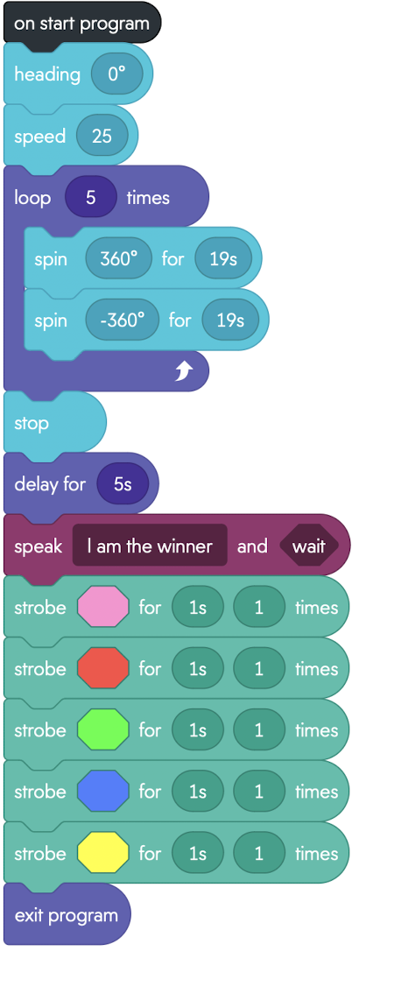 on start program
heading 0°
speed 25
loop 5 times
spin 360° for 19s
spin -360° for 19s
stop
delay for 5s
speak I am the winner and wait
strobe for 1s 1 times
strobe for 1s 1 times
strobe for 1s 1 times
strobe for 1s 1 times
strobe for 1s 1 times
exit program